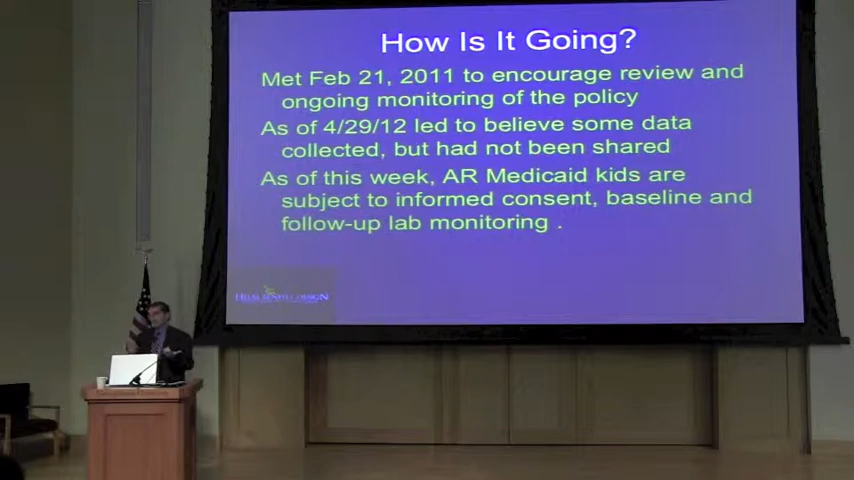 How Is It Going?
Met Feb 21, 2011 to encourage review and
ongoing monitoring of the policy
As of 4/29/12 led to believe some data
collected, but had not been shared
As of this week, AR Medicaid kids are
subject to informed consent, baseline and
follow-up lab monitoring .